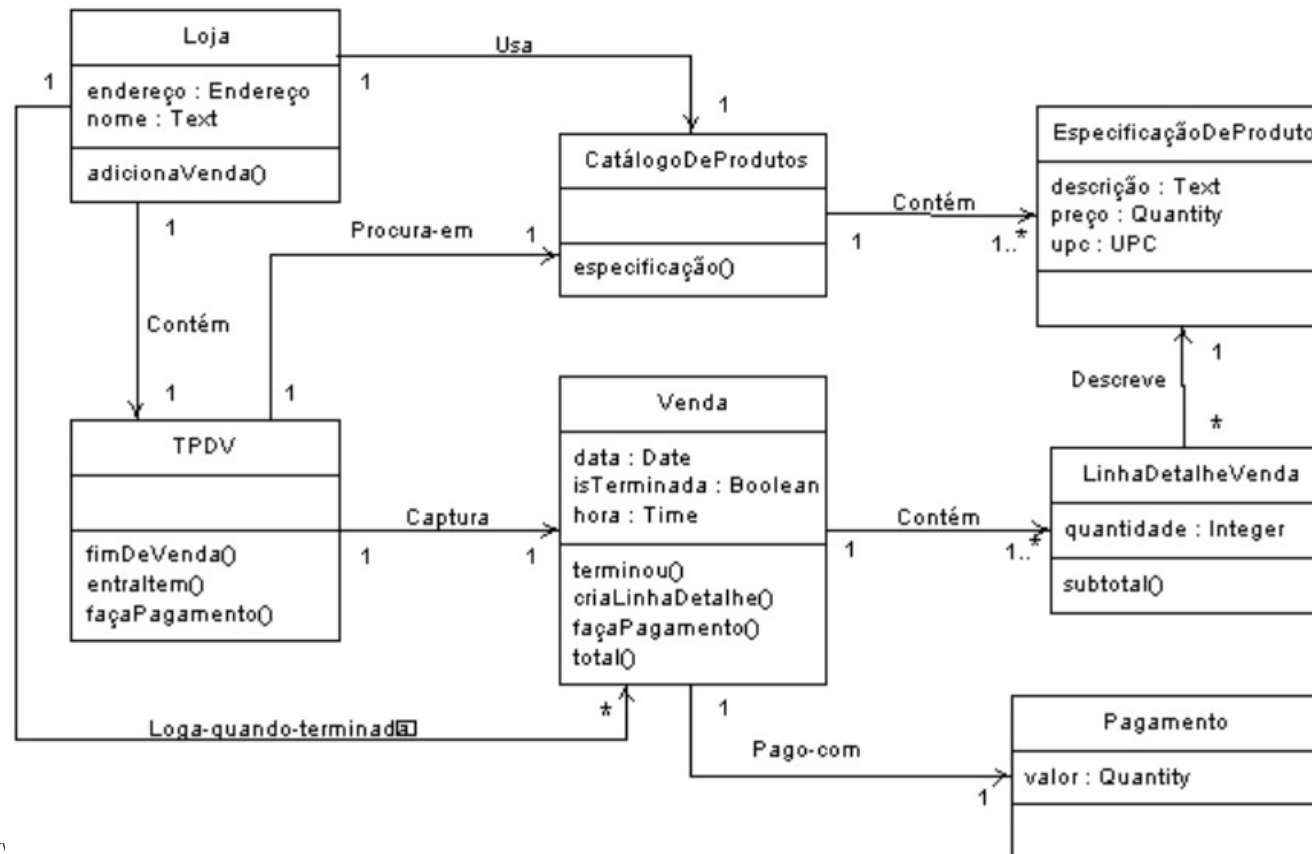 Loja
endereço : Endereço
nome : Text
adicionaVenda()
1
1
Usa
1
CatálogoDeProdutos
especificação()
1
Contém
1..*
EspecificaçãoDeProduto
descrição : Text
preço : Quantity
upc : UPC
1
Contém
1
Procura-em
1
1
TPDV
fimDeVenda()
entraItem()
façaPagamento()
1
Captura
1
Venda
data : Date
isTerminada : Boolean
hora : Time
terminou()
criaLinhaDetalhe()
façaPagamento()
total()
1
Contém
1..*
1
Descreve
*
LinhaDetalheVenda
quantidade : Integer
subtotal()
Loga-quando-terminada
*
1
Pago-com
1
Pagamento
valor : Quantity